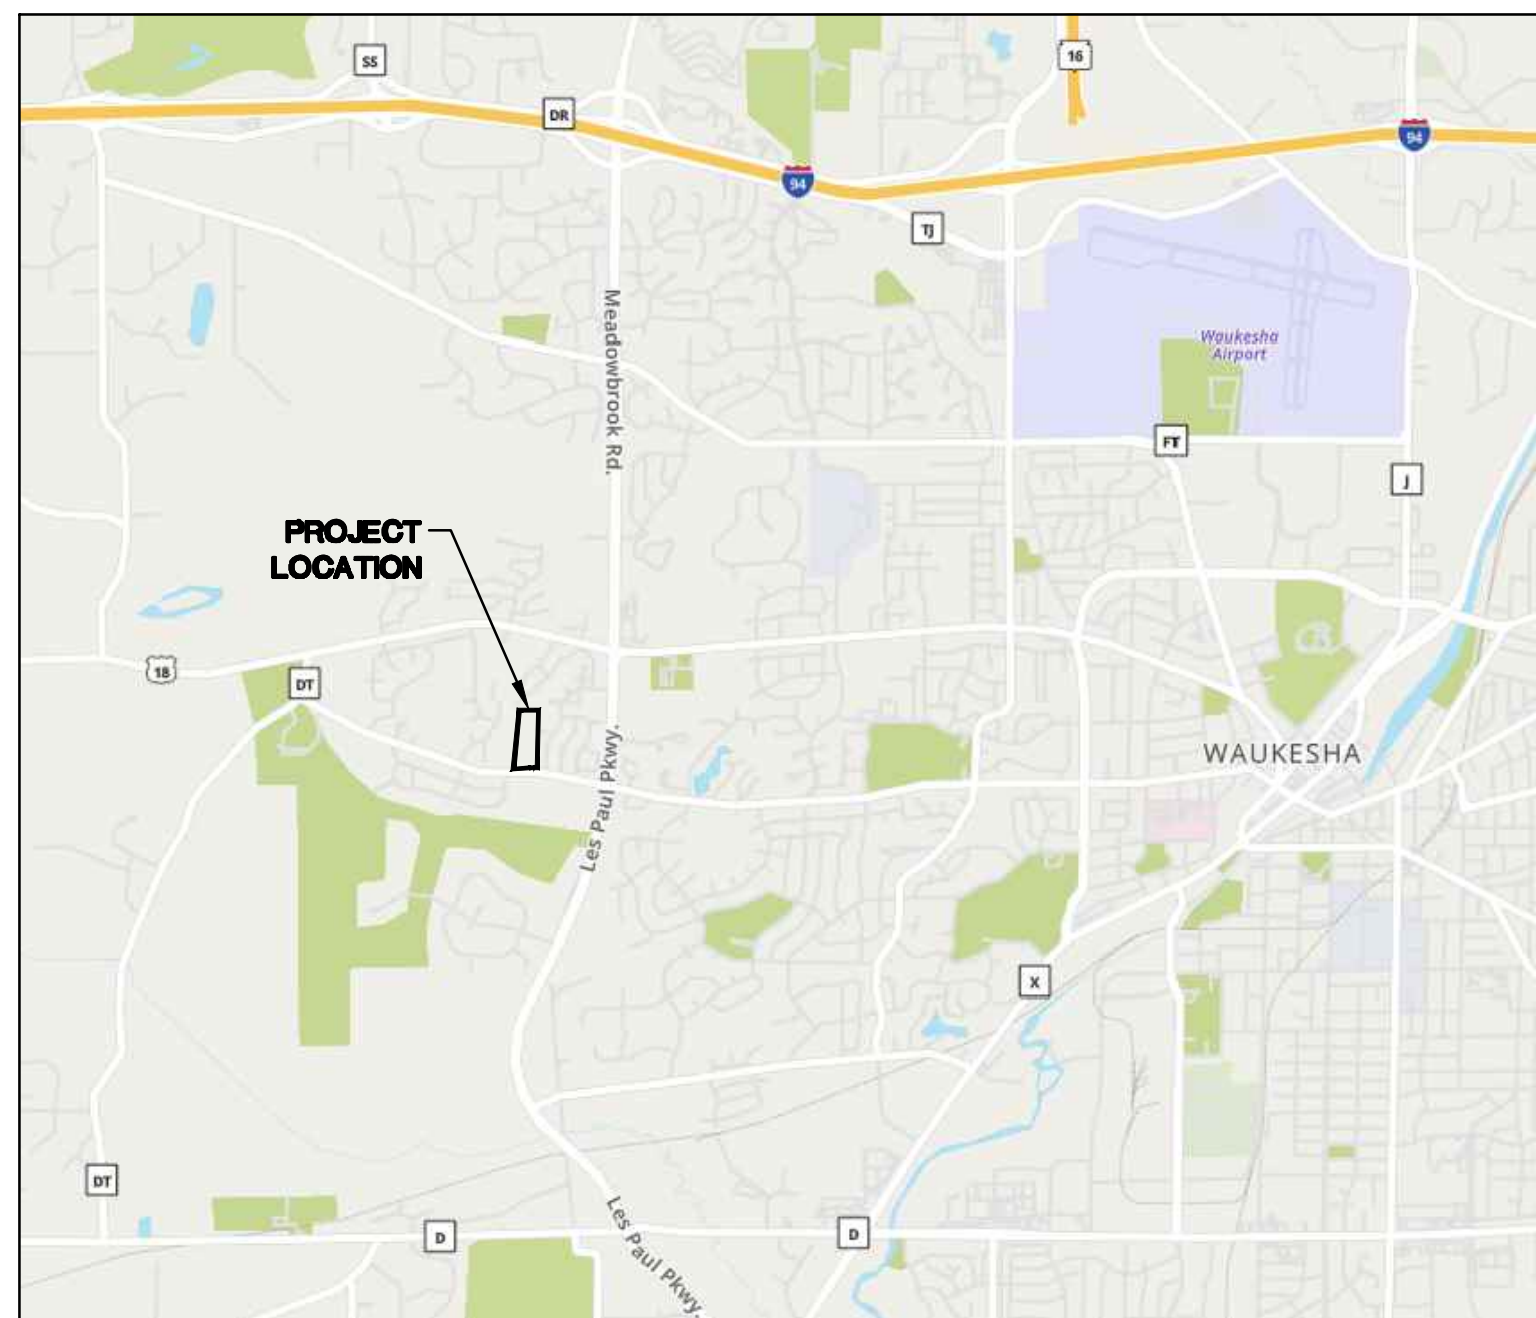 SS
16
DR
94
94
TJ
Meadowbrook Rd.
Waukesha
Airport
FT
J
PROJECT
LOCATION
18
DT
Les Paul Pkwy.
WAUKESHA
X
DT
D
D
Les Paul Pkwy.